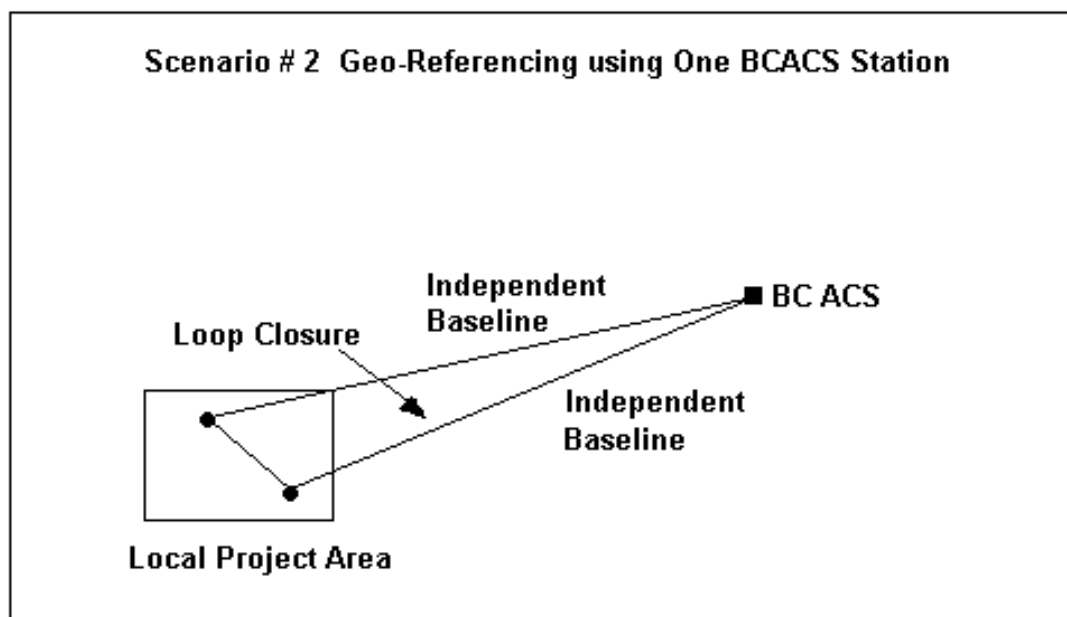 Scenario # 2  Geo-Referencing using One BCACS Station
Independent
Baseline
BC ACS
Loop Closure
Independent
Baseline
Local Project Area